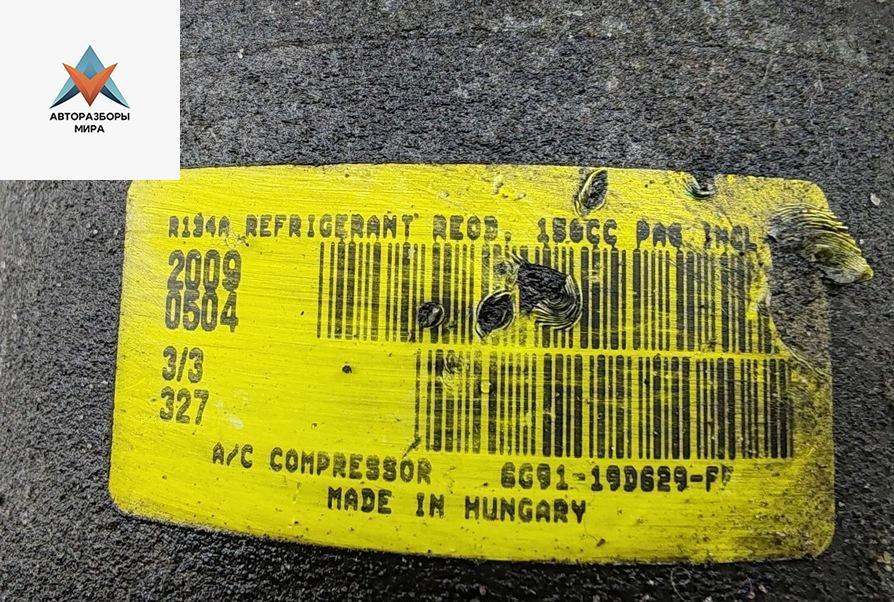 АВТОРАЗБОРЫ
МИРА
R134A REFRIGERANT REQD. 150CC PAG INCL
2009
0504
3/3
327
A/C COMPRESSOR 6G91-19D629-FF
MADE IN HUNGARY